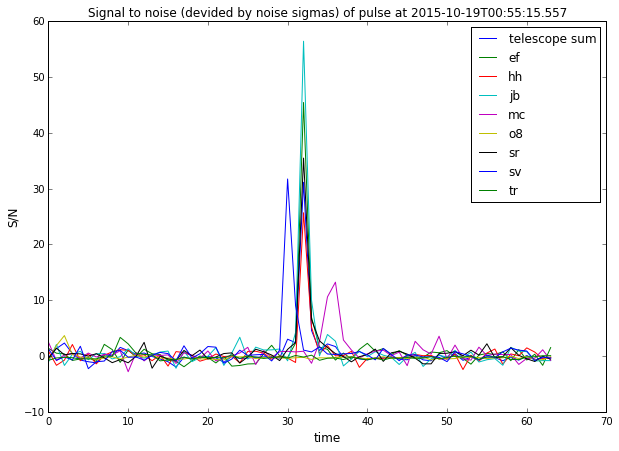 Signal to noise (devided by noise sigmas) of pulse at 2015-10-19T00:55:15.557
60
50
40
30
20
10
0
−10
S/N
0 10 20 30 40 50 60 70
time
telescope sum
ef
hh
jb
mc
o8
sr
sv
tr